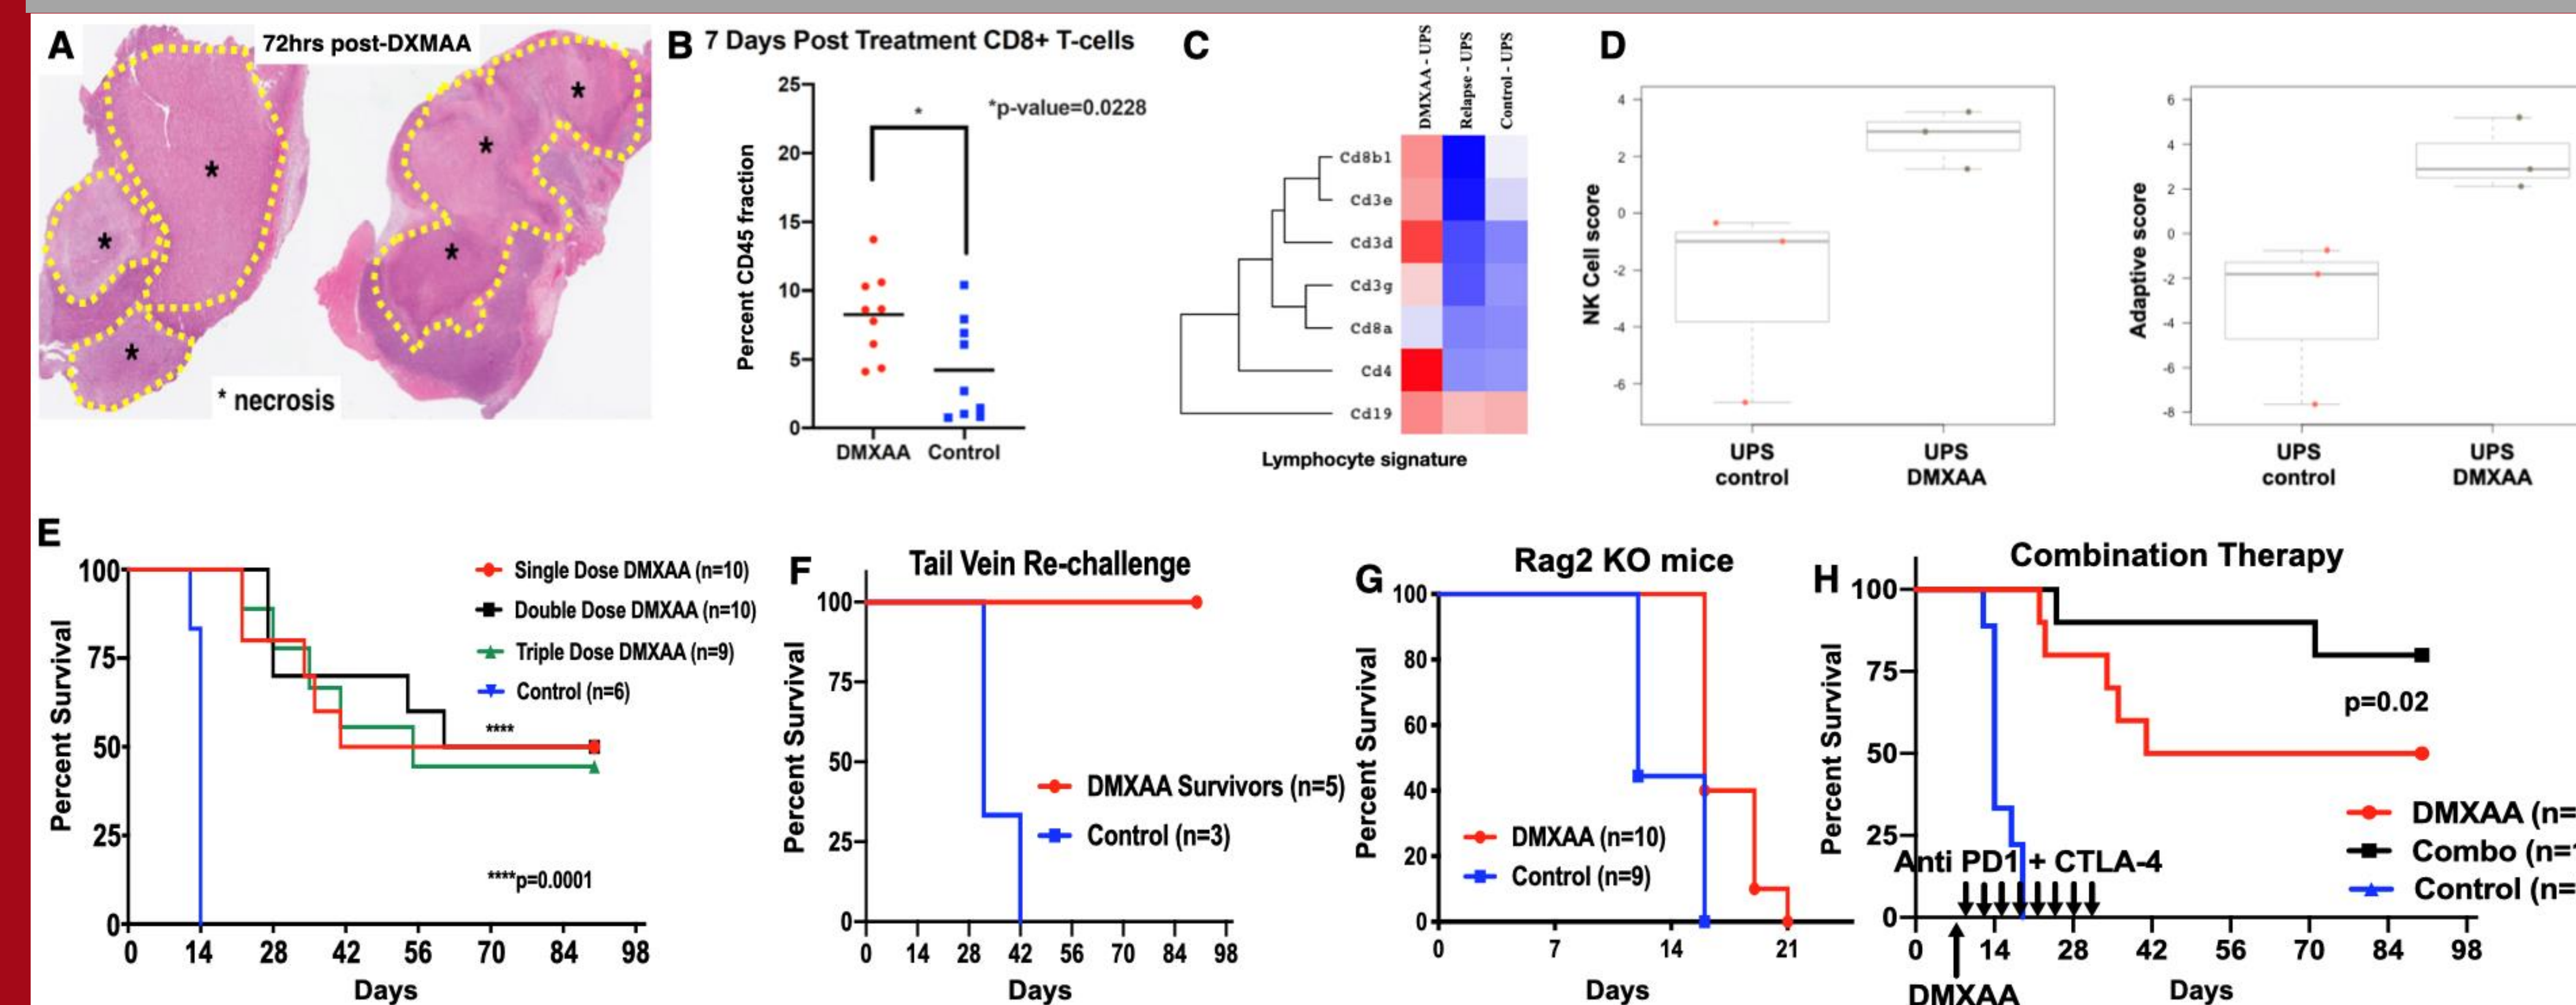 A
72hrs post-DXMAA
*
*
*
*
*
*
* necrosis
B
7 Days Post Treatment CD8+ T-cells
*
*p-value=0.0228
Percent CD45 fraction
25
20
15
10
5
0
DMXAA Control
C
DMXAA - UPS
Relapse - UPS
Control - UPS
Cd8b1
Cd3e
Cd3d
Cd3g
Cd8a
Cd4
Cd19
Lymphocyte signature
D
NK Cell score
4
2
0
-2
-4
-6
UPS control
UPS DMXAA
Adaptive score
6
4
2
0
-2
-4
-6
-8
UPS control
UPS DMXAA
E
Percent Survival
100
75
50
25
0
Single Dose DMXAA (n=10)
Double Dose DMXAA (n=10)
Triple Dose DMXAA (n=9)
Control (n=6)
****
****p=0.0001
0 14 28 42 56 70 84 98
Days
F
Tail Vein Re-challenge
Percent Survival
100
75
50
25
0
DMXAA Survivors (n=5)
Control (n=3)
0 14 28 42 56 70 84 98
Days
G
Rag2 KO mice
Percent Survival
100
80
60
40
20
0
DMXAA (n=10)
Control (n=9)
0 7 14 21
Days
H
Combination Therapy
Percent Survival
100
75
50
25
0
p=0.02
DMXAA (n=
Combo (n=
Control (n=
Anti PD1 + CTLA-4
0 14 28 42 56 70 84 98
DMXAA
Days